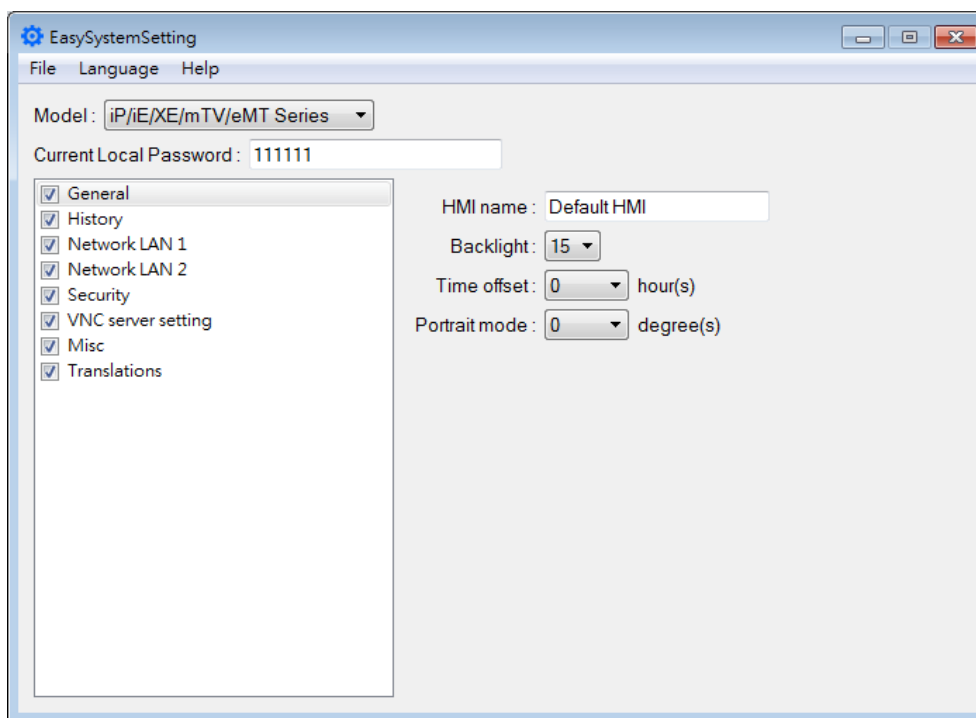 EasySystemSetting
File Language Help
Model : iP/iE/XE/mTV/eMT Series
Current Local Password : 111111
General
History
Network LAN 1
Network LAN 2
Security
VNC server setting
Misc
Translations
HMI name : Default HMI
Backlight : 15
Time offset : 0 hour(s)
Portrait mode : 0 degree(s)